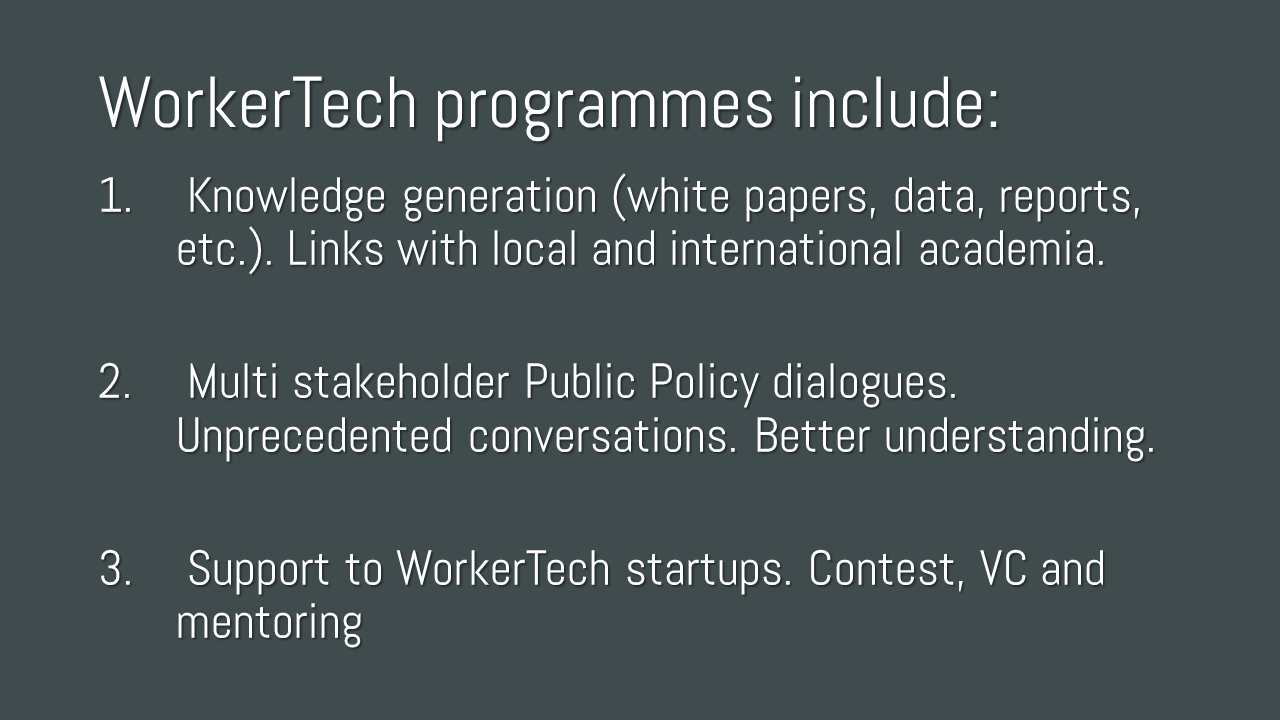 WorkerTech programmes include:
1. Knowledge generation (white papers, data, reports,
etc.). Links with local and international academia.
2. Multi stakeholder Public Policy dialogues.
Unprecedented conversations. Better understanding.
3. Support to WorkerTech startups. Contest, VC and
mentoring